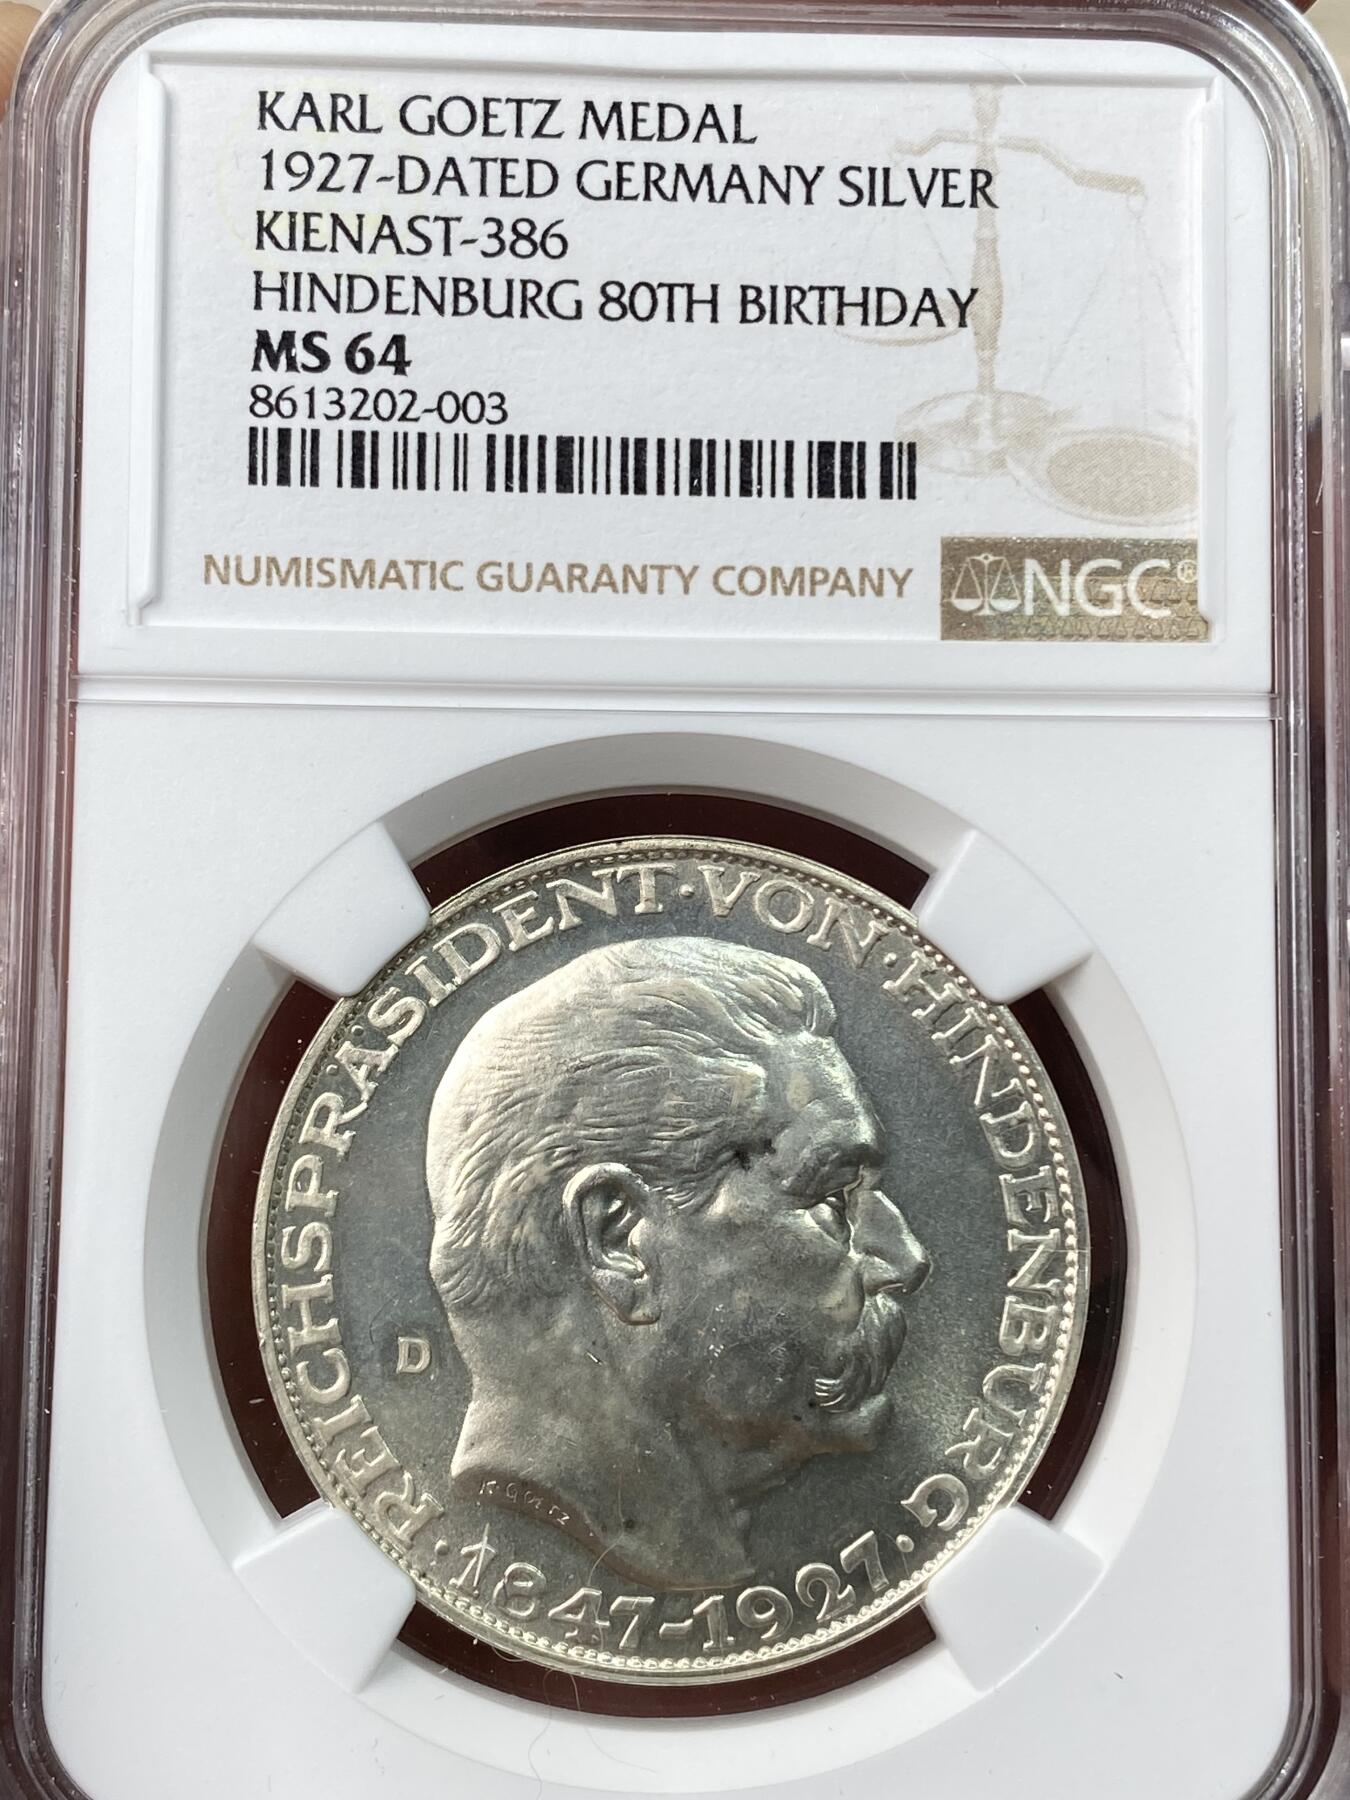 KARL GOETZ MEDAL
1927-DATED GERMANY SILVER
KIENAST-386
HINDENBURG 80TH BIRTHDAY
MS 64
8613202-003
NUMISMATIC GUARANTY COMPANY
NGC®
REICHSPRÄSIDENT·VON·HINDENBURG
D
K. GOETZ
·1847-1927·